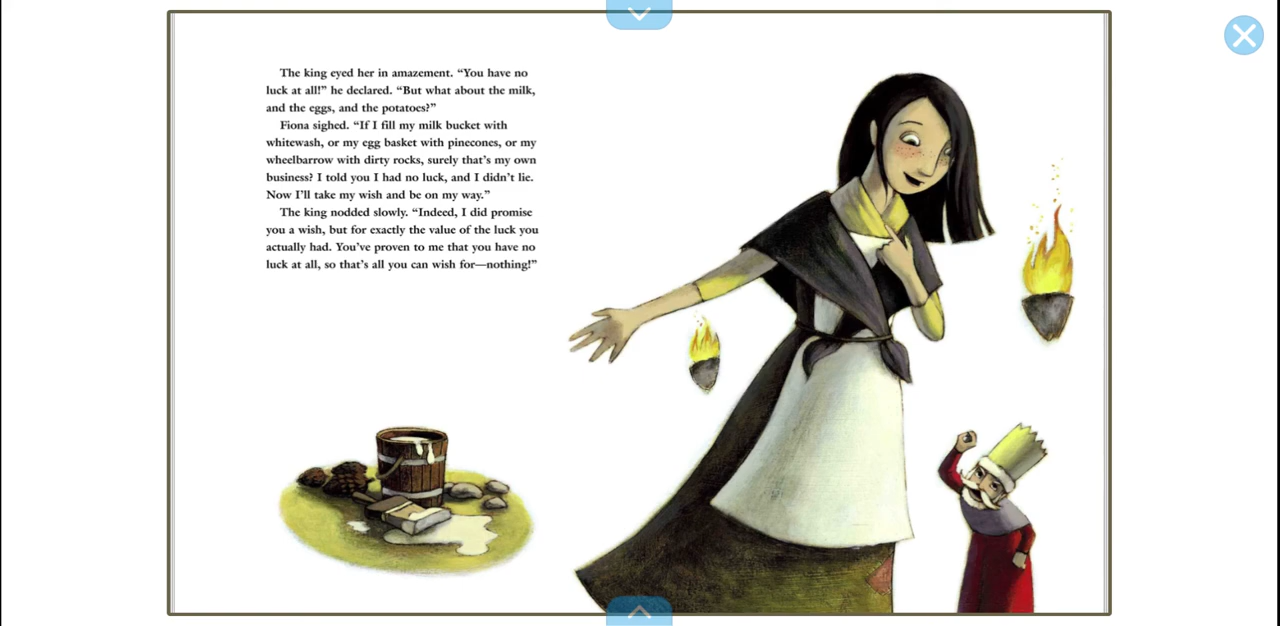 The king eyed her in amazement. “You have no
luck at all!” he declared. “But what about the milk,
and the eggs, and the potatoes?”
Fiona sighed. “If I fill my milk bucket with
whitewash, or my egg basket with pinecones, or my
wheelbarrow with dirty rocks, surely that’s my own
business? I told you I had no luck, and I didn’t lie.
Now I’ll take my wish and be on my way.”
The king nodded slowly. “Indeed, I did promise
you a wish, but for exactly the value of the luck you
actually had. You’ve proven to me that you have no
luck at all, so that’s all you can wish for—nothing!”